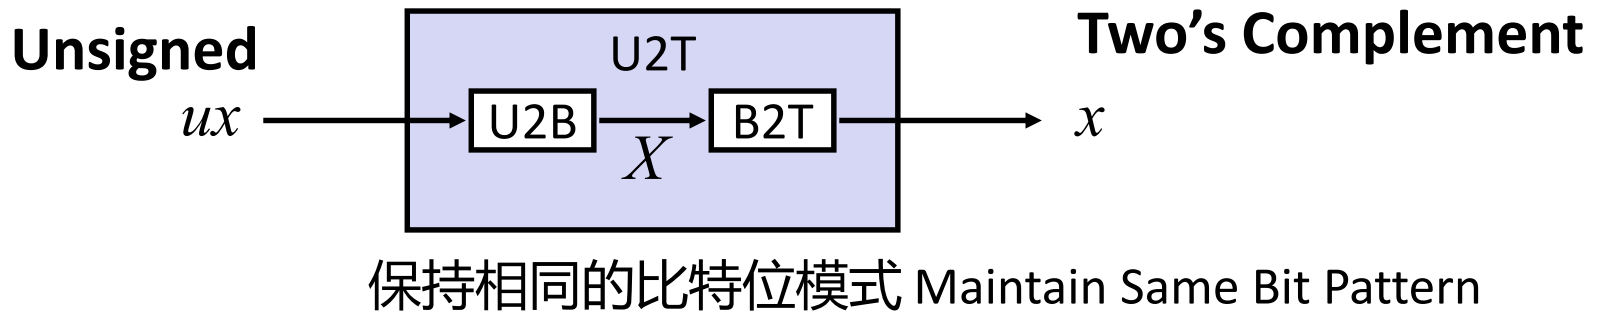 Unsigned
Two's Complement
U2T
ux
U2B
X
B2T
x
保持相同的比特位模式 Maintain Same Bit Pattern